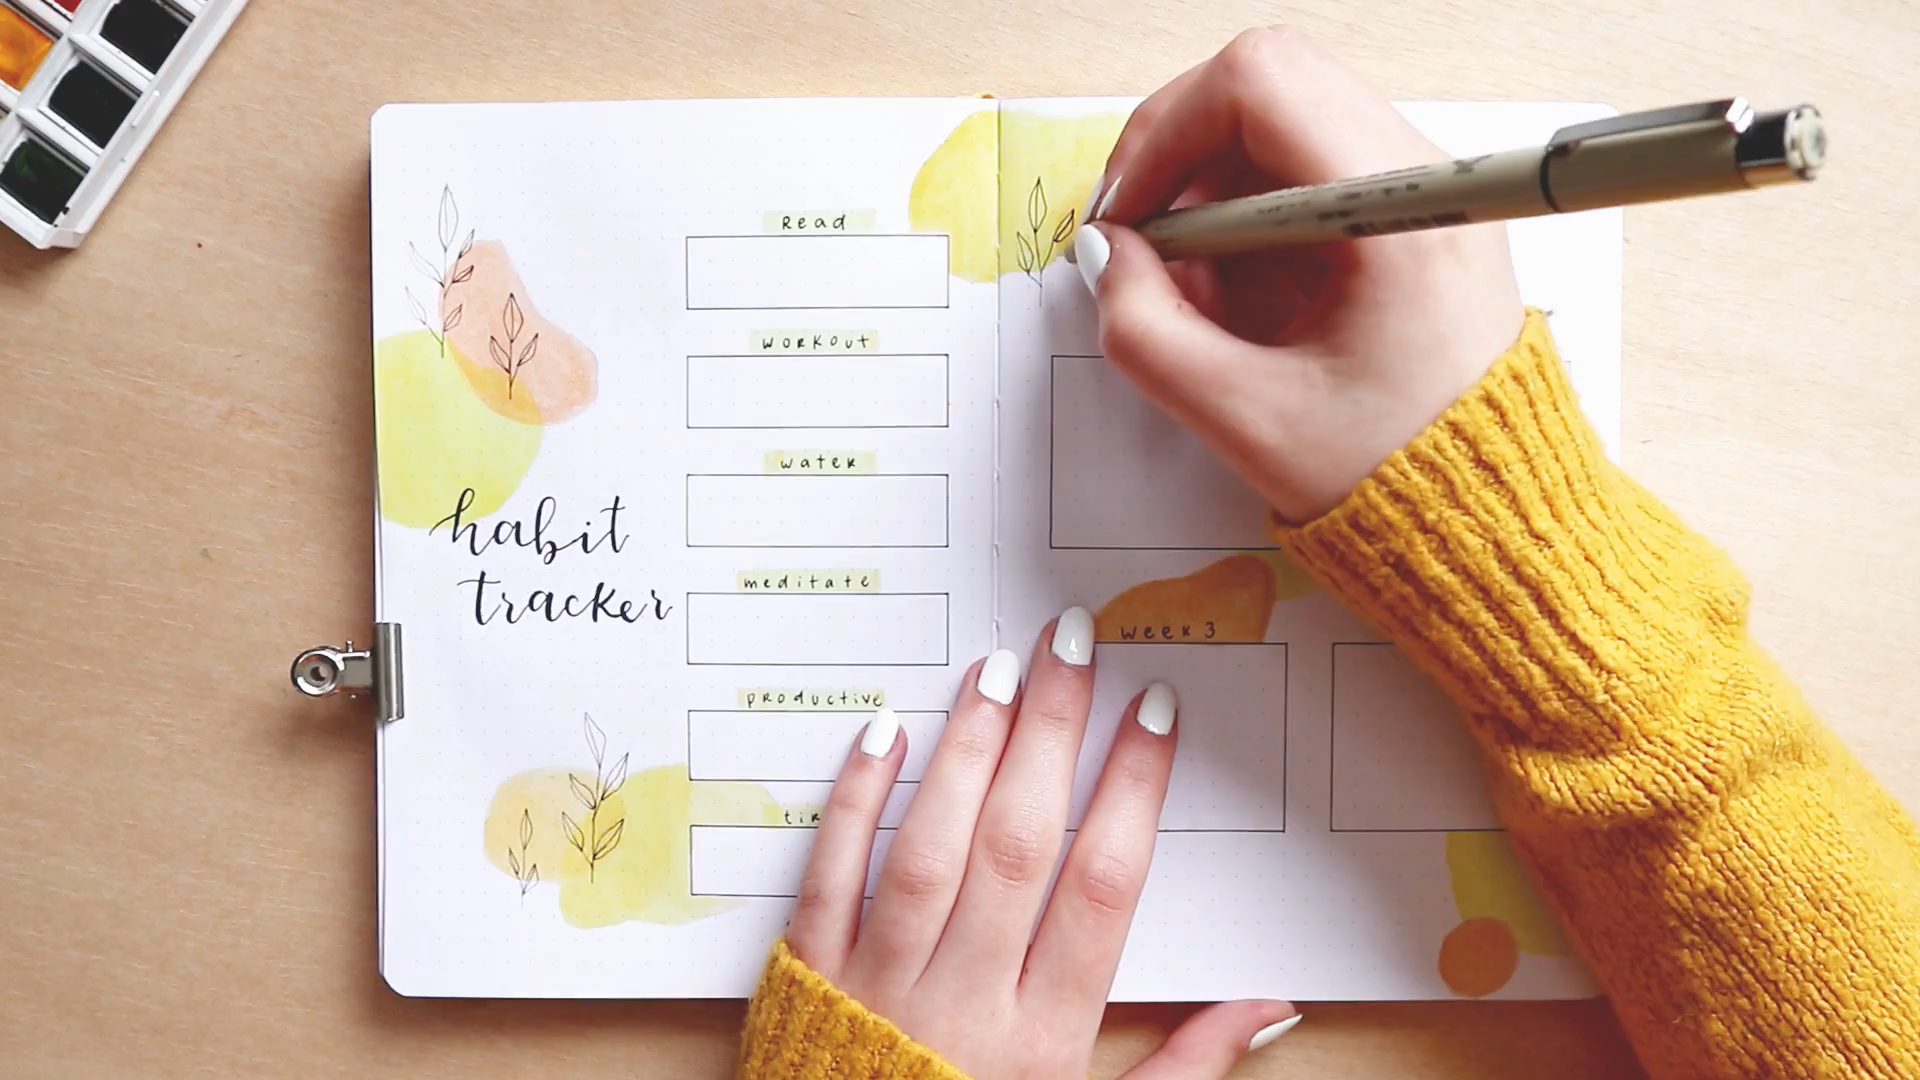 Read
workout
water
meditate
productive
habit
tracker
week 3